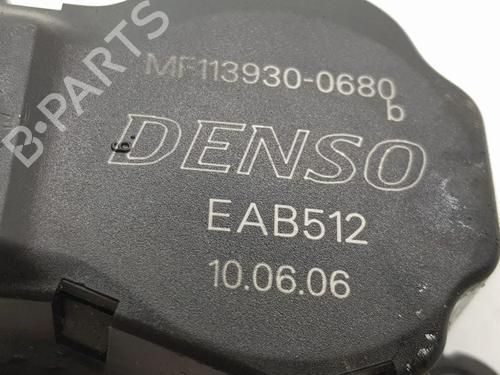 MF113930-0680
b
DENSO
EAB512
10.06.06
B-PARTS